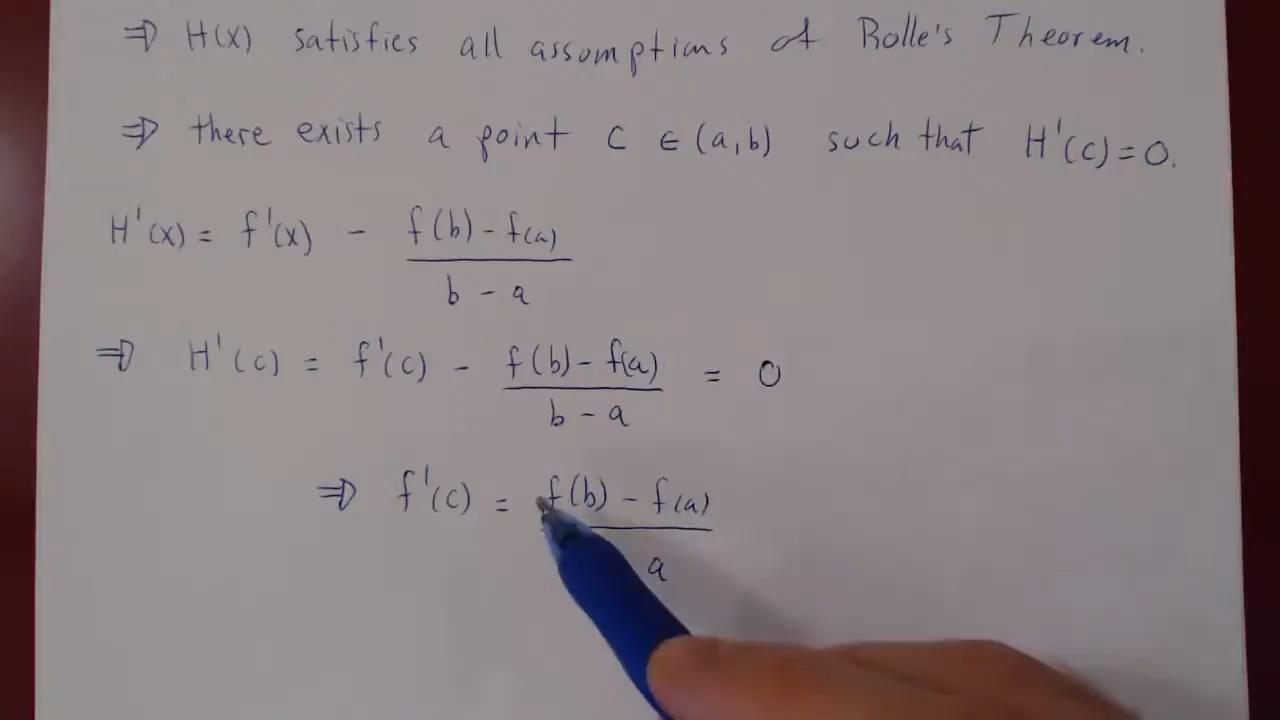 ⇒ H(x) satisfies all assumptions of Rolle's Theorem.
⇒ there exists a point c ∈ (a,b) such that H'(c)=0.
H'(x) = f'(x) - f(b) - f(a)
b - a
⇒ H'(c) = f'(c) - f(b) - f(a) = 0
b - a
⇒ f'(c) = f(b) - f(a)
a